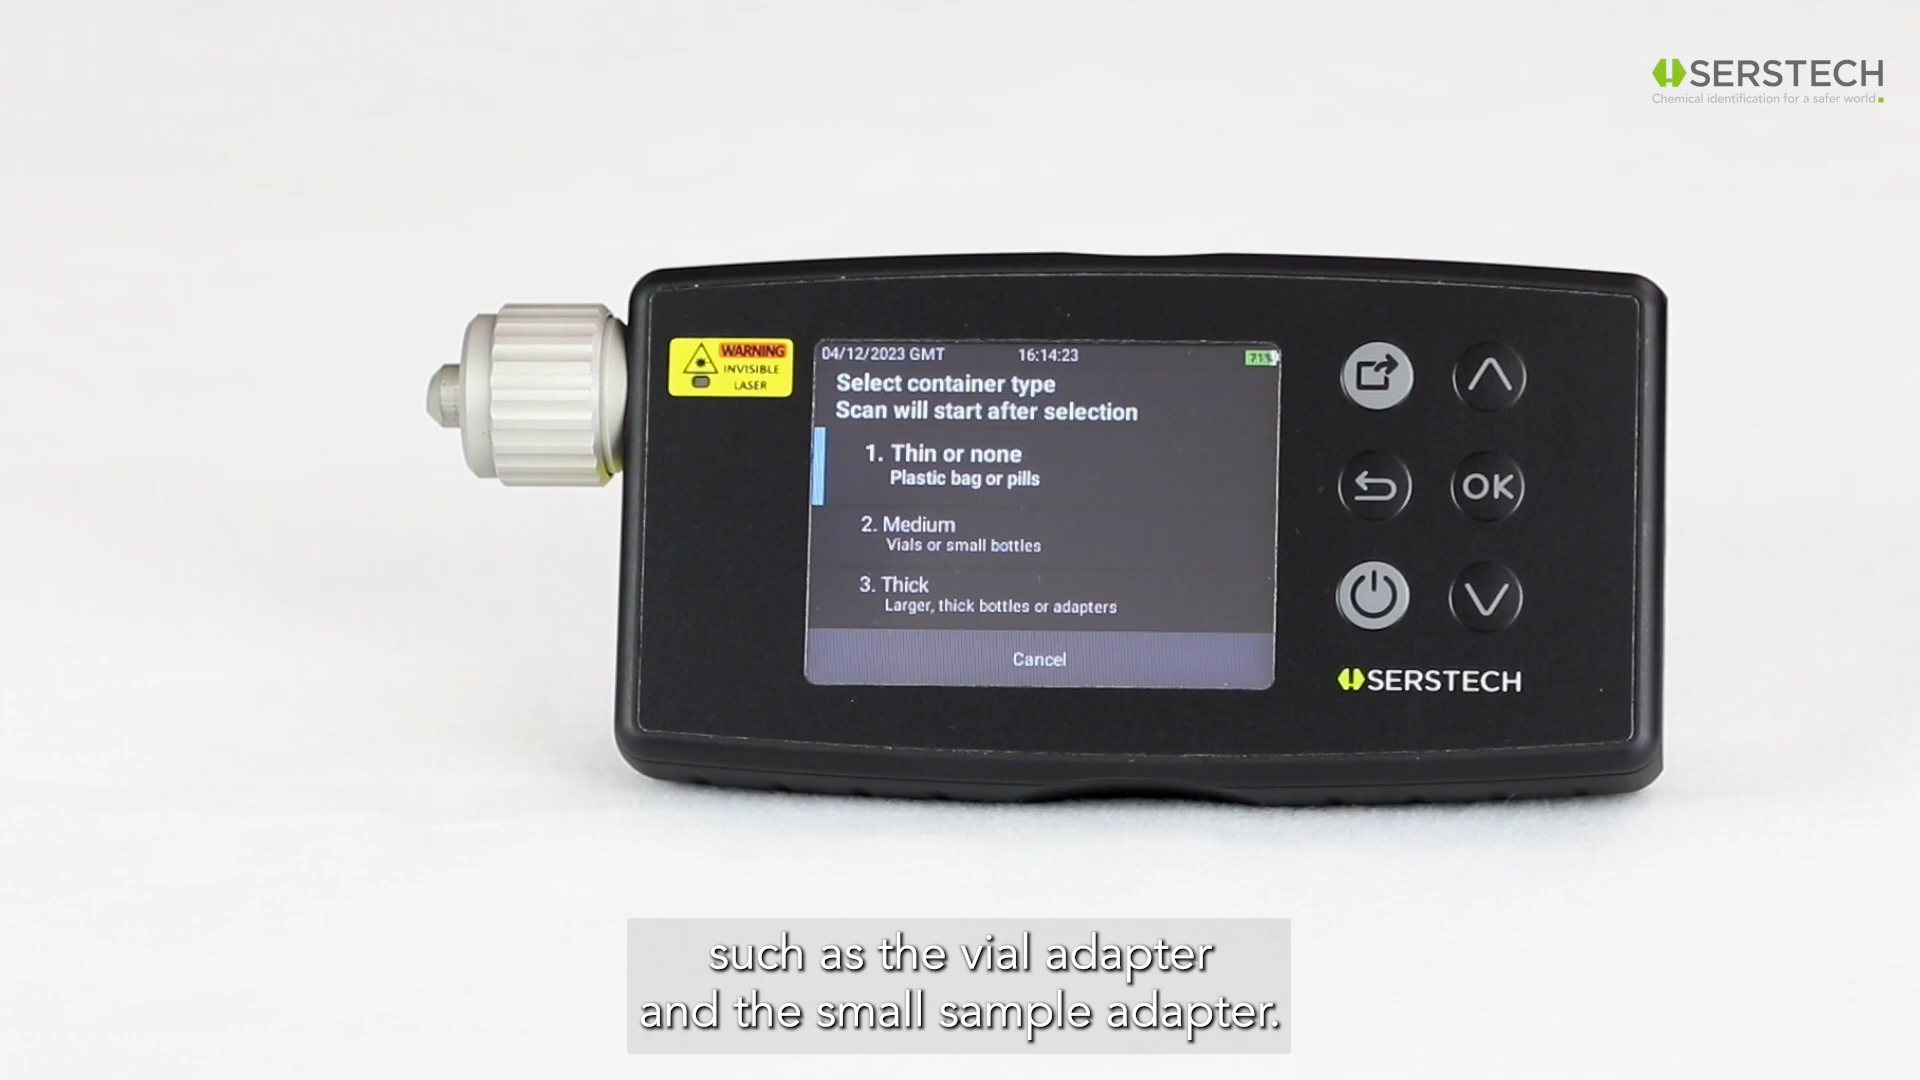 SERSTECH
Chemical identification for a safer world
WARNING
INVISIBLE
LASER
04/12/2023 GMT 16:14:23 71%
Select container type
Scan will start after selection
1. Thin or none
Plastic bag or pills
2. Medium
Vials or small bottles
3. Thick
Larger, thick bottles or adapters
Cancel
OK
SERSTECH
such as the vial adapter
and the small sample adapter.